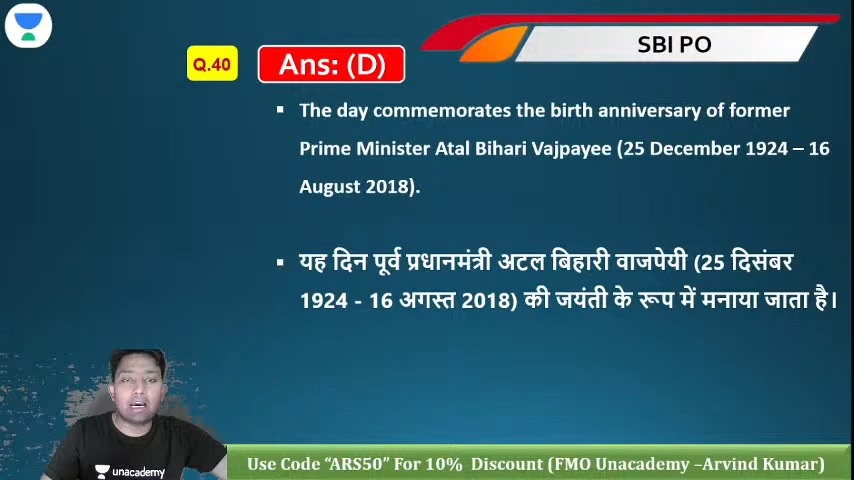 SBI PO
Q.40
Ans: (D)
▪ The day commemorates the birth anniversary of former
Prime Minister Atal Bihari Vajpayee (25 December 1924 – 16
August 2018).
▪ यह दिन पूर्व प्रधानमंत्री अटल बिहारी वाजपेयी (25 दिसंबर
1924 - 16 अगस्त 2018) की जयंती के रूप में मनाया जाता है।
unacademy
Use Code “ARS50” For 10% Discount (FMO Unacademy –Arvind Kumar)